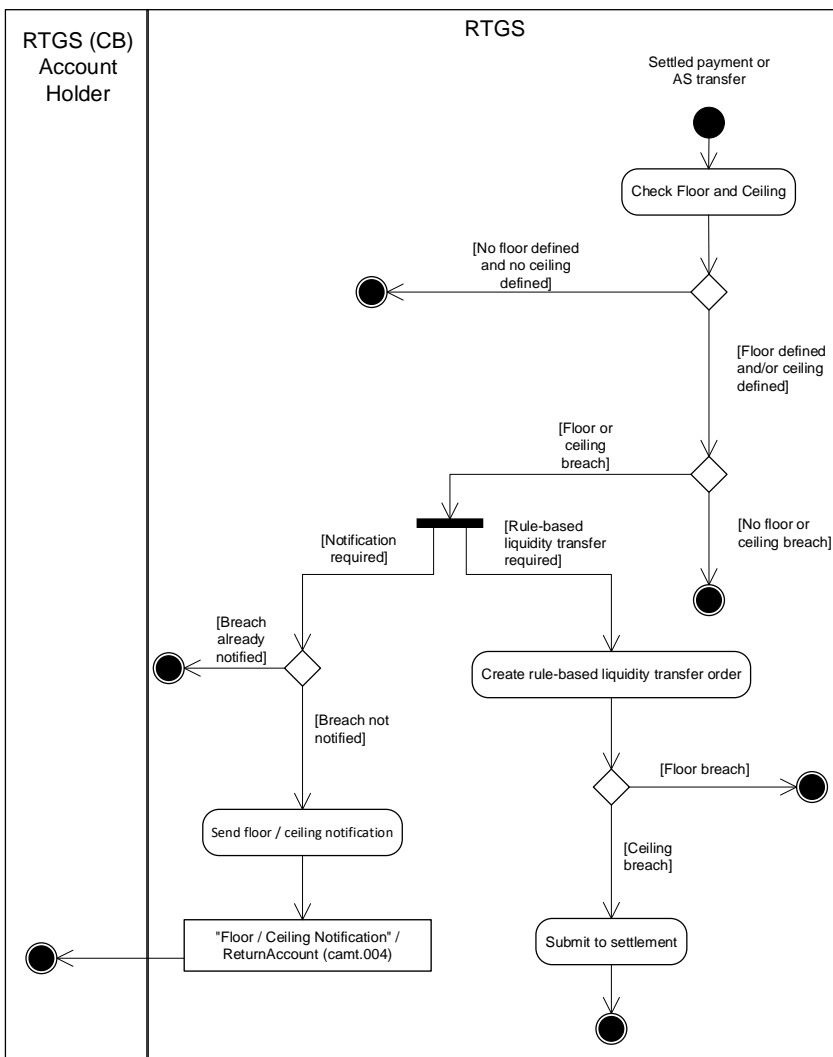 RTGS (CB)
Account
Holder
RTGS
Settled payment or
AS transfer
Check Floor and Ceiling
[No floor defined
and no ceiling
defined]
[Floor defined
and/or ceiling
defined]
[Floor or
ceiling
breach]
[No floor or
ceiling breach]
[Notification
required]
[Rule-based
liquidity transfer
required]
[Breach
already
notified]
Create rule-based liquidity transfer order
[Breach not
notified]
[Floor breach]
Send floor / ceiling notification
[Ceiling
breach]
"Floor / Ceiling Notification" /
ReturnAccount (camt.004)
Submit to settlement